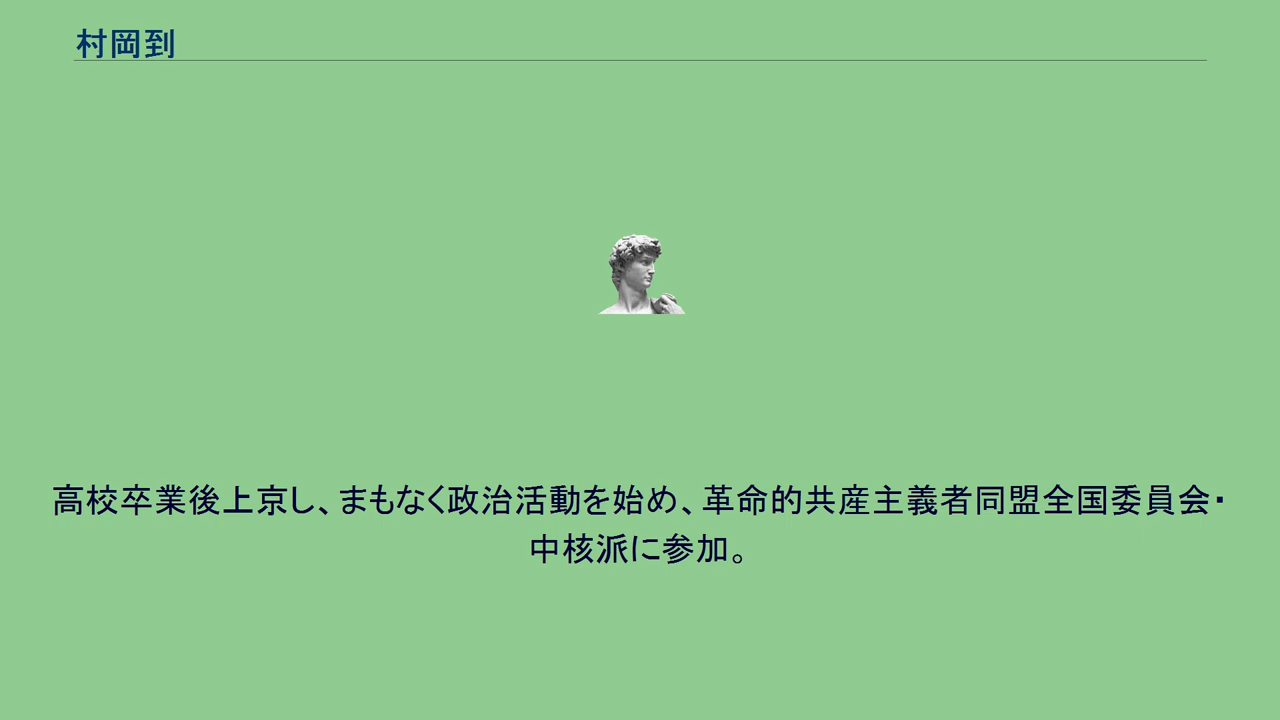 村岡到
高校卒業後上京し、まもなく政治活動を始め、革命的共産主義者同盟全国委員会・
中核派に参加。